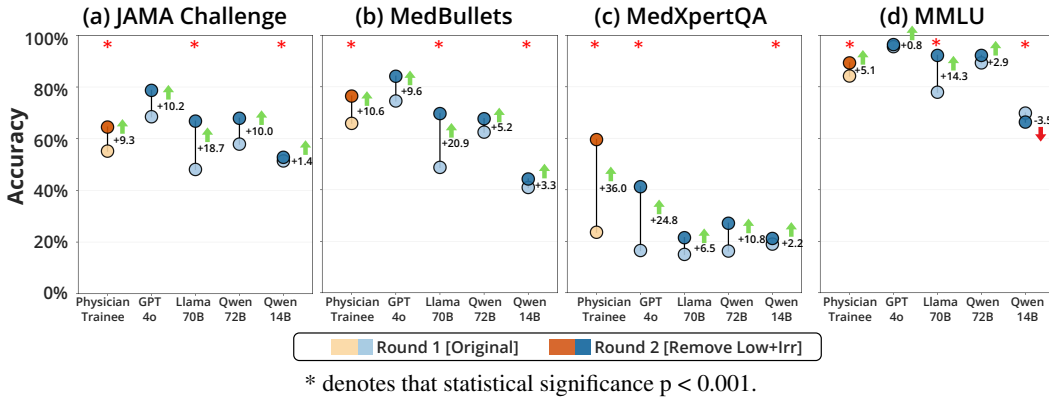 (a) JAMA Challenge
(b) MedBullets
(c) MedXpertQA
(d) MMLU
Accuracy
100%
80%
60%
40%
20%
0%
*
*
*
+9.3
+10.2
+18.7
+10.0
+1.4
Physician Trainee
GPT 4o
Llama 70B
Qwen 72B
Qwen 14B
*
*
*
+10.6
+9.6
+20.9
+5.2
+3.3
Physician Trainee
GPT 4o
Llama 70B
Qwen 72B
Qwen 14B
*
*
*
+36.0
+24.8
+6.5
+10.8
+2.2
Physician Trainee
GPT 4o
Llama 70B
Qwen 72B
Qwen 14B
*
*
*
+5.1
+0.8
+14.3
+2.9
-3.5
Physician Trainee
GPT 4o
Llama 70B
Qwen 72B
Qwen 14B
Round 1 [Original]
Round 2 [Remove Low+Irr]
* denotes that statistical significance p < 0.001.